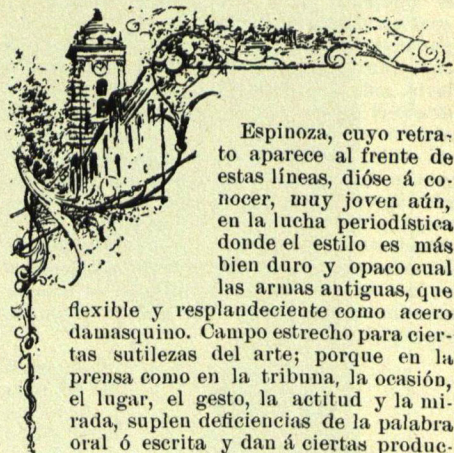 Espinoza, cuyo retra-
to aparece al frente de
estas líneas, dióse á co-
nocer, muy joven aún,
en la lucha periodística
donde el estilo es más
bien duro y opaco cual
las armas antiguas, que
flexible y resplandeciente como acero
damasquino. Campo estrecho para cier-
tas sutilezas del arte; porque en la
prensa como en la tribuna, la ocasión,
el lugar, el gesto, la actitud y la mi-
rada, suplen deficiencias de la palabra
oral ó escrita y dan á ciertas produc-